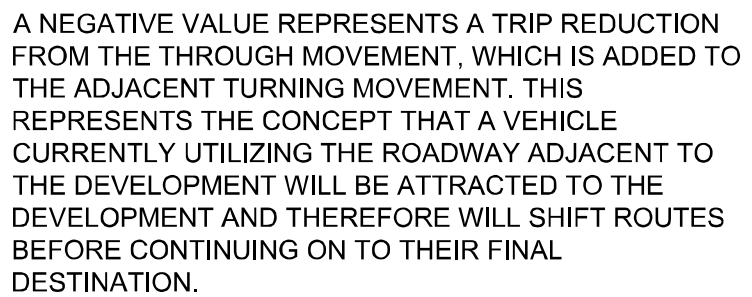 A NEGATIVE VALUE REPRESENTS A TRIP REDUCTION
FROM THE THROUGH MOVEMENT, WHICH IS ADDED TO
THE ADJACENT TURNING MOVEMENT. THIS
REPRESENTS THE CONCEPT THAT A VEHICLE
CURRENTLY UTILIZING THE ROADWAY ADJACENT TO
THE DEVELOPMENT WILL BE ATTRACTED TO THE
DEVELOPMENT AND THEREFORE WILL SHIFT ROUTES
BEFORE CONTINUING ON TO THEIR FINAL
DESTINATION.